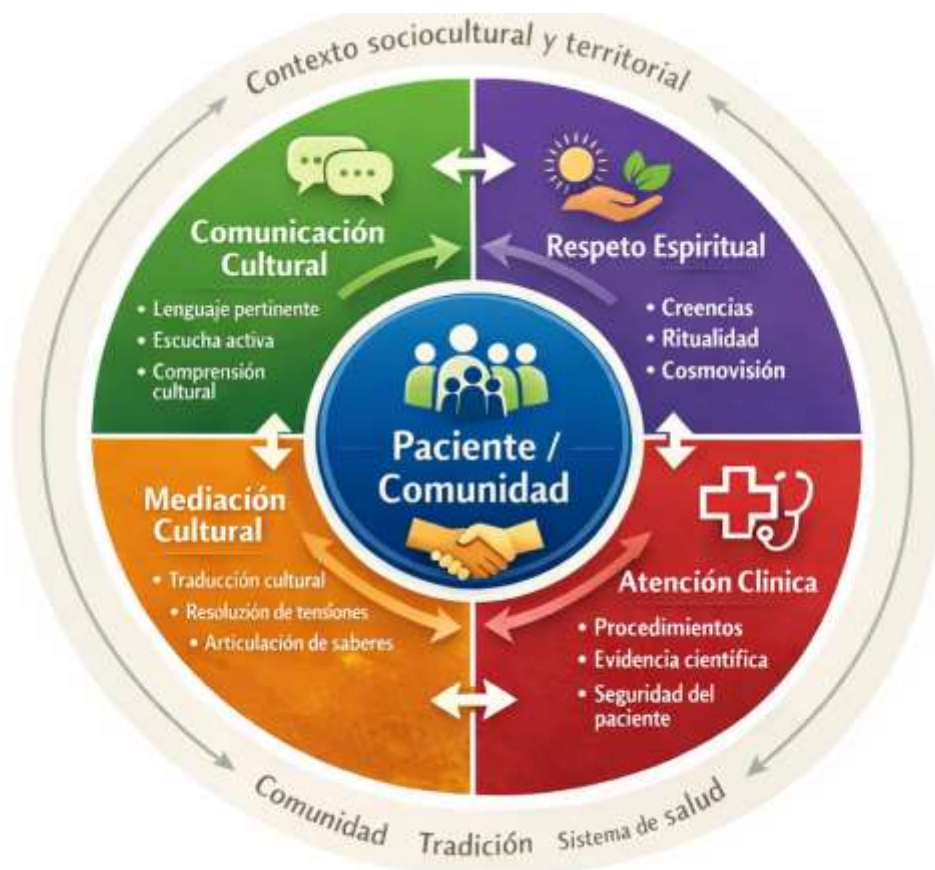 Contexto sociocultural y territorial
Comunicación
Cultural
• Lenguaje pertinente
• Escucha activa
• Comprensión
cultural
Respeto Espiritual
• Creencias
• Ritualidad
• Cosmovisión
Paciente /
Comunidad
Mediación
Cultural
• Traducción cultural
• Resoluzión de tensiones
• Articulación de saberes
Atención Clinica
• Procedimientos
• Evidencia científica
• Seguridad del
paciente
Comunidad Tradición Sistema de salud